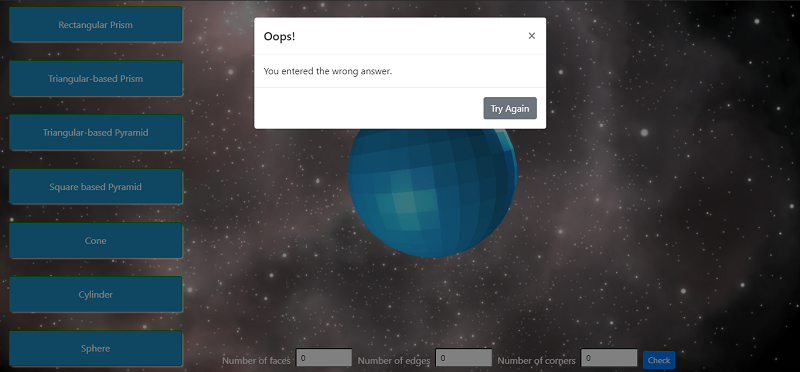 Rectangular Prism
Triangular-based Prism
Triangular-based Pyramid
Square based Pyramid
Cone
Cylinder
Sphere
Oops!
×
You entered the wrong answer.
Try Again
Number of faces 0 Number of edges 0 Number of corners 0 Check